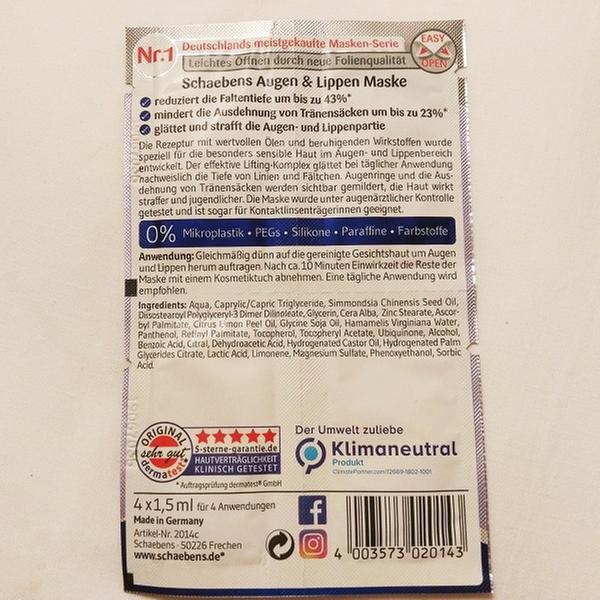 Nr.1
Deutschlands meistgekaufte Masken-Serie
Leichtes Öffnen durch neue Folienqualität
EASY
OPEN
Schaebens Augen & Lippen Maske
reduziert die Faltentiefe um bis zu 43%*
mindert die Ausdehnung von Tränensäcken um bis zu 23%*
glättet und strafft die Augen- und Lippenpartie
Die Rezeptur mit wertvollen Ölen und beruhigenden Wirkstoffen wurde
speziell für die besonders sensible Haut im Augen- und Lippenbereich
entwickelt. Der effektive Lifting-Komplex glättet bei täglicher Anwendung
nachweislich die Tiefe von Linien und Fältchen. Augenringe und die Aus-
dehnung von Tränensäcken werden sichtbar gemildert, die Haut wirkt
straffer und jugendlicher. Die Maske wurde unter augenärztlicher Kontrolle
getestet und ist sogar für Kontaktlinsenträgerinnen geeignet.
0% Mikroplastik • PEGs • Silikone • Paraffine • Farbstoffe
Anwendung: Gleichmäßig dünn auf die gereinigte Gesichtshaut um Augen
und Lippen herum auftragen. Nach ca. 10 Minuten Einwirkzeit die Reste der
Maske mit einem Kosmetiktuch abnehmen. Eine tägliche Anwendung wird
empfohlen.
Ingredients: Aqua, Caprylic/Capric Triglyceride, Simmondsia Chinensis Seed Oil,
Diisostearoyl Polyglyceryl-3 Dimer Dilinoleate, Glycerin, Cera Alba, Zinc Stearate, Ascor-
byl Palmitate, Citrus Limon Peel Oil, Glycine Soja Oil, Hamamelis Virginiana Water,
Panthenol, Retinyl Palmitate, Tocopherol, Tocopheryl Acetate, Ubiquinone, Alcohol,
Benzoic Acid, Citral, Dehydroacetic Acid, Hydrogenated Castor Oil, Hydrogenated Palm
Glycerides Citrate, Lactic Acid, Limonene, Magnesium Sulfate, Phenoxyethanol, Sorbic
Acid.
ORIGINAL
sehr gut*
dermatest®
5-sterne-garantie.de
HAUTVERTRÄGLICHKEIT
KLINISCH GETESTET
*Auftragsprüfung dermatest® GmbH
Der Umwelt zuliebe
Klimaneutral
Produkt
ClimatePartner.com/12669-1802-1001
4 x 1,5 ml für 4 Anwendungen
Made in Germany
Artikel-Nr. 2014c
Schaebens · 50226 Frechen
www.schaebens.de*
4 003573 020143